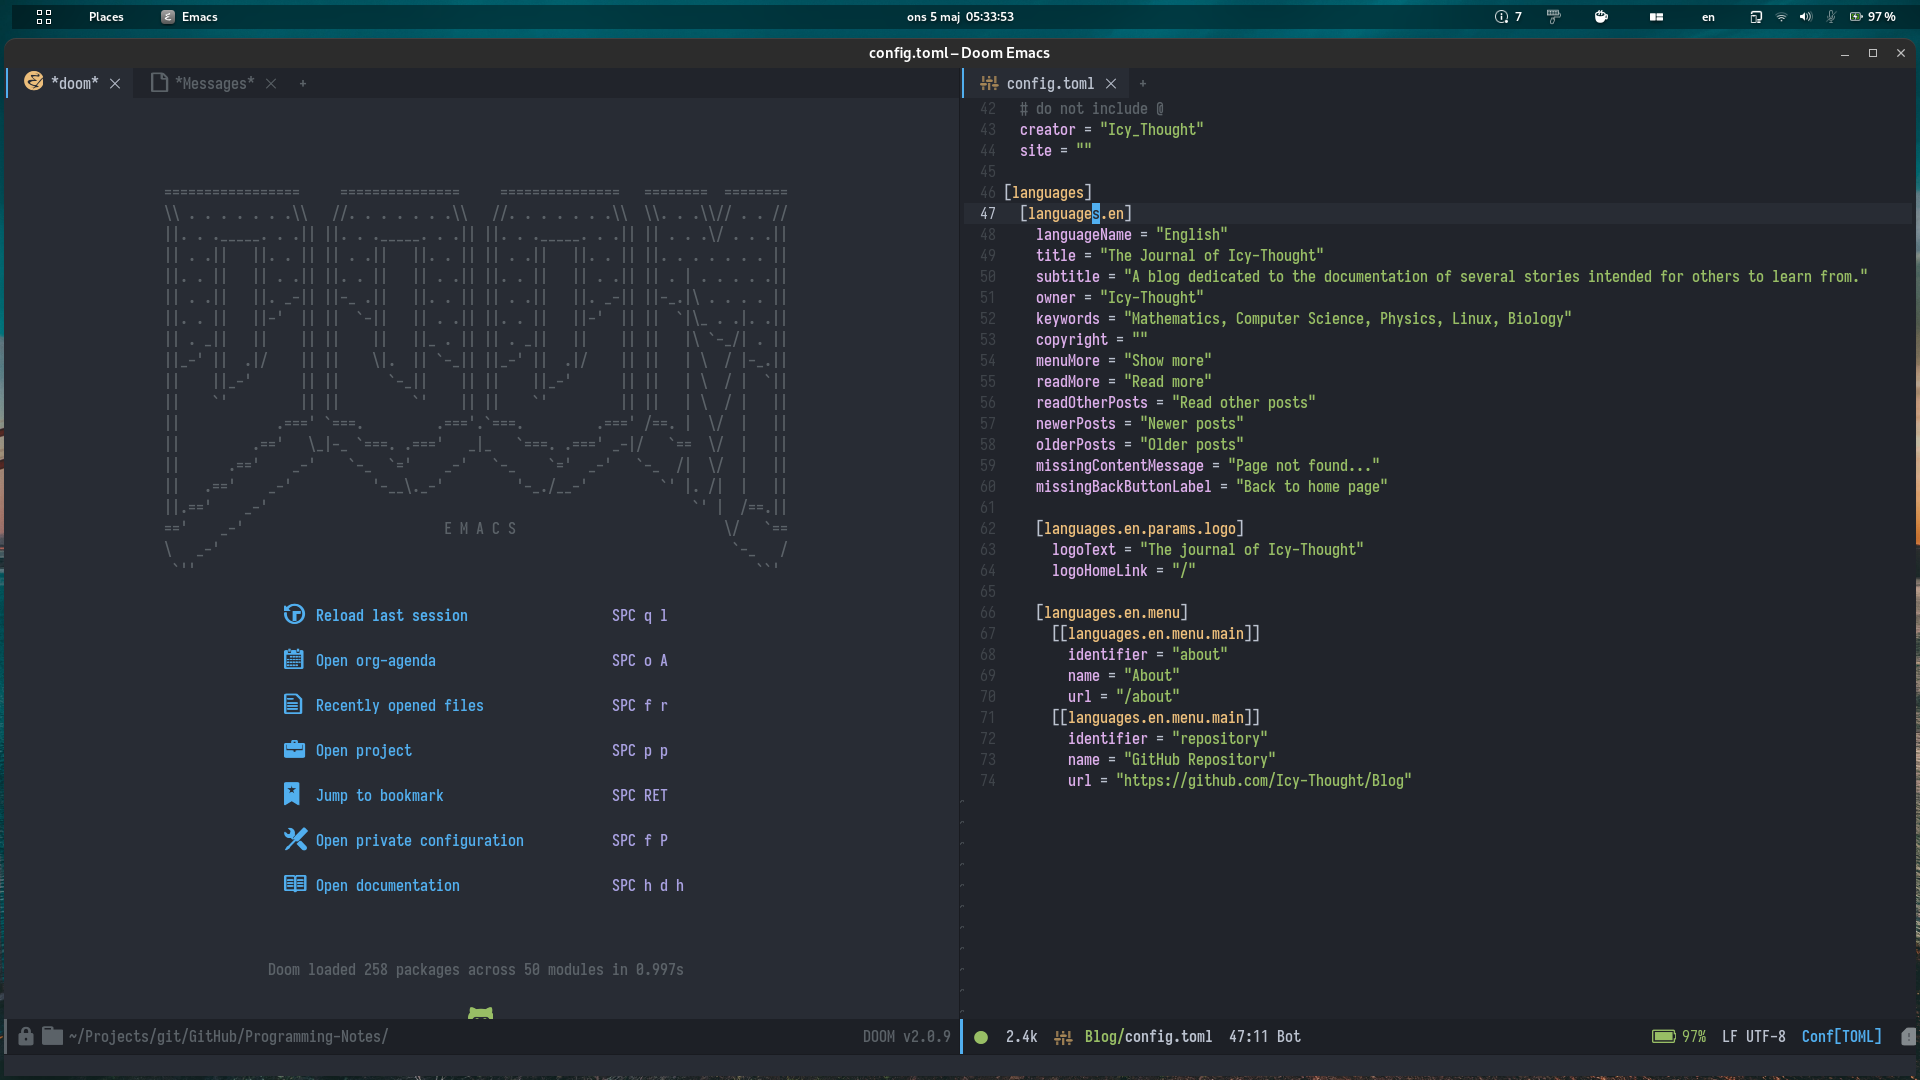 Places
Emacs
ons 5 maj 05:33:53
7
en
97 %
config.toml – Doom Emacs
*doom*
*Messages*
+
EMACS
Reload last session SPC q l
Open org-agenda SPC o A
Recently opened files SPC f r
Open project SPC p p
Jump to bookmark SPC RET
Open private configuration SPC f P
Open documentation SPC h d h
Doom loaded 258 packages across 50 modules in 0.997s
~/Projects/git/GitHub/Programming-Notes/
DOOM v2.0.9
config.toml
+
42 # do not include @
43 creator = "Icy_Thought"
44 site = ""
45
46 [languages]
47 [languages.en]
48 languageName = "English"
49 title = "The Journal of Icy-Thought"
50 subtitle = "A blog dedicated to the documentation of several stories intended for others to learn from."
51 owner = "Icy-Thought"
52 keywords = "Mathematics, Computer Science, Physics, Linux, Biology"
53 copyright = ""
54 menuMore = "Show more"
55 readMore = "Read more"
56 readOtherPosts = "Read other posts"
57 newerPosts = "Newer posts"
58 olderPosts = "Older posts"
59 missingContentMessage = "Page not found..."
60 missingBackButtonLabel = "Back to home page"
61
62 [languages.en.params.logo]
63 logoText = "The journal of Icy-Thought"
64 logoHomeLink = "/"
65
66 [languages.en.menu]
67 [[languages.en.menu.main]]
68 identifier = "about"
69 name = "About"
70 url = "/about"
71 [[languages.en.menu.main]]
72 identifier = "repository"
73 name = "GitHub Repository"
74 url = "https://github.com/Icy-Thought/Blog"
2.4k
Blog/config.toml 47:11 Bot
97% LF UTF-8 Conf[TOML]